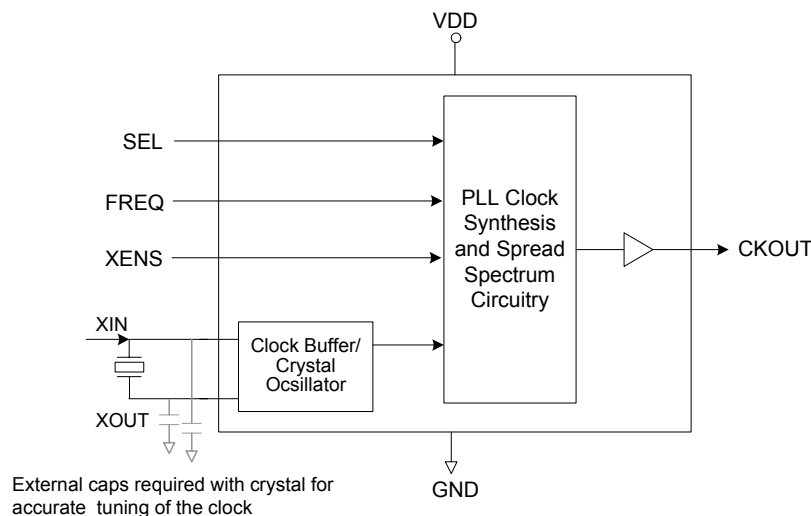 VDD
SEL
FREQ
XENS
PLL Clock
Synthesis
and Spread
Spectrum
Circuitry
CKOUT
XIN
Clock Buffer/
Crystal
Ocsillator
XOUT
GND
External caps required with crystal for
accurate tuning of the clock